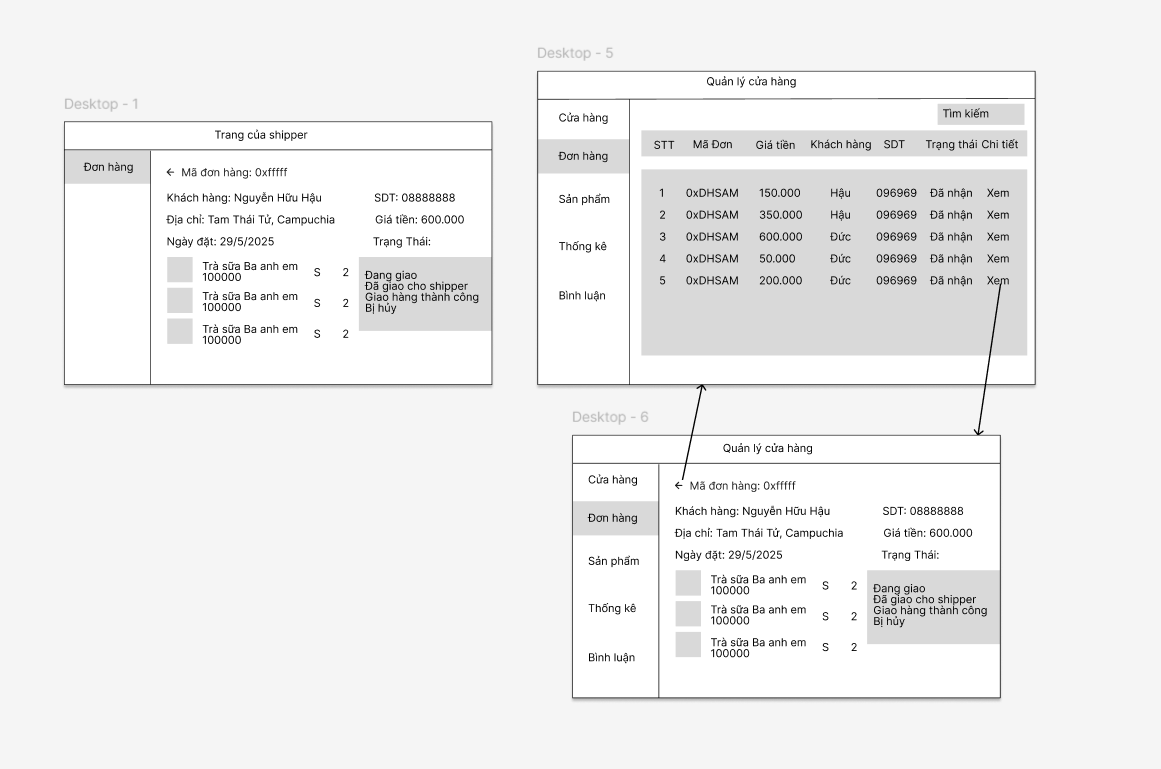 Desktop - 1
Trang của shipper
Đơn hàng
← Mã đơn hàng: 0xfffff
Khách hàng: Nguyễn Hữu Hậu SDT: 08888888
Địa chỉ: Tam Thái Tử, Campuchia Giá tiền: 600.000
Ngày đặt: 29/5/2025 Trạng Thái:
Trà sữa Ba anh em
100000
S 2
Trà sữa Ba anh em
100000
S 2
Trà sữa Ba anh em
100000
S 2
Đang giao
Đã giao cho shipper
Giao hàng thành công
Bị hủy
Desktop - 5
Quản lý cửa hàng
Cửa hàng
Đơn hàng
Sản phẩm
Thống kê
Bình luận
Tìm kiếm
STT Mã Đơn Giá tiền Khách hàng SDT Trạng thái Chi tiết
1 0xDHSAM 150.000 Hậu 096969 Đã nhận Xem
2 0xDHSAM 350.000 Hậu 096969 Đã nhận Xem
3 0xDHSAM 600.000 Đức 096969 Đã nhận Xem
4 0xDHSAM 50.000 Đức 096969 Đã nhận Xem
5 0xDHSAM 200.000 Đức 096969 Đã nhận Xem
Desktop - 6
Quản lý cửa hàng
Cửa hàng
Đơn hàng
Sản phẩm
Thống kê
Bình luận
← Mã đơn hàng: 0xfffff
Khách hàng: Nguyễn Hữu Hậu SDT: 08888888
Địa chỉ: Tam Thái Tử, Campuchia Giá tiền: 600.000
Ngày đặt: 29/5/2025 Trạng Thái:
Trà sữa Ba anh em
100000
S 2
Trà sữa Ba anh em
100000
S 2
Trà sữa Ba anh em
100000
S 2
Đang giao
Đã giao cho shipper
Giao hàng thành công
Bị hủy